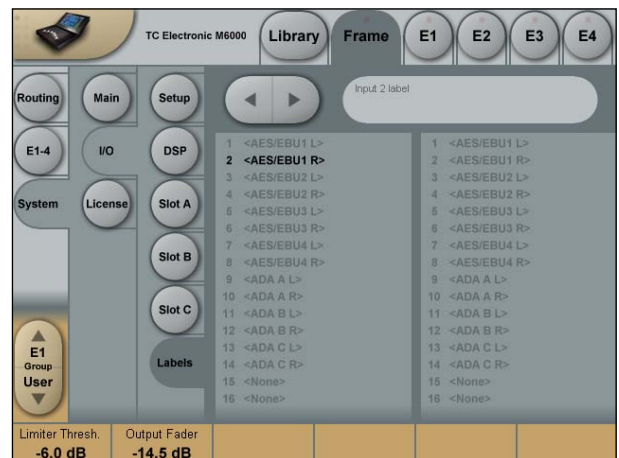 TC Electronic M6000
Library
Frame
E1
E2
E3
E4
Routing
Main
Setup
Input 2 label
E1-4
I/O
DSP
System
License
Slot A
Slot B
Slot C
Labels
1 <AES/EBU1 L>
2 <AES/EBU1 R>
3 <AES/EBU2 L>
4 <AES/EBU2 R>
5 <AES/EBU3 L>
6 <AES/EBU3 R>
7 <AES/EBU4 L>
8 <AES/EBU4 R>
9 <ADA A L>
10 <ADA A R>
11 <ADA B L>
12 <ADA B R>
13 <ADA C L>
14 <ADA C R>
15 <None>
16 <None>
1 <AES/EBU1 L>
2 <AES/EBU1 R>
3 <AES/EBU2 L>
4 <AES/EBU2 R>
5 <AES/EBU3 L>
6 <AES/EBU3 R>
7 <AES/EBU4 L>
8 <AES/EBU4 R>
9 <ADA A L>
10 <ADA A R>
11 <ADA B L>
12 <ADA B R>
13 <ADA C L>
14 <ADA C R>
15 <None>
16 <None>
E1
Group
User
Limiter Thresh.
-6.0 dB
Output Fader
-14.5 dB